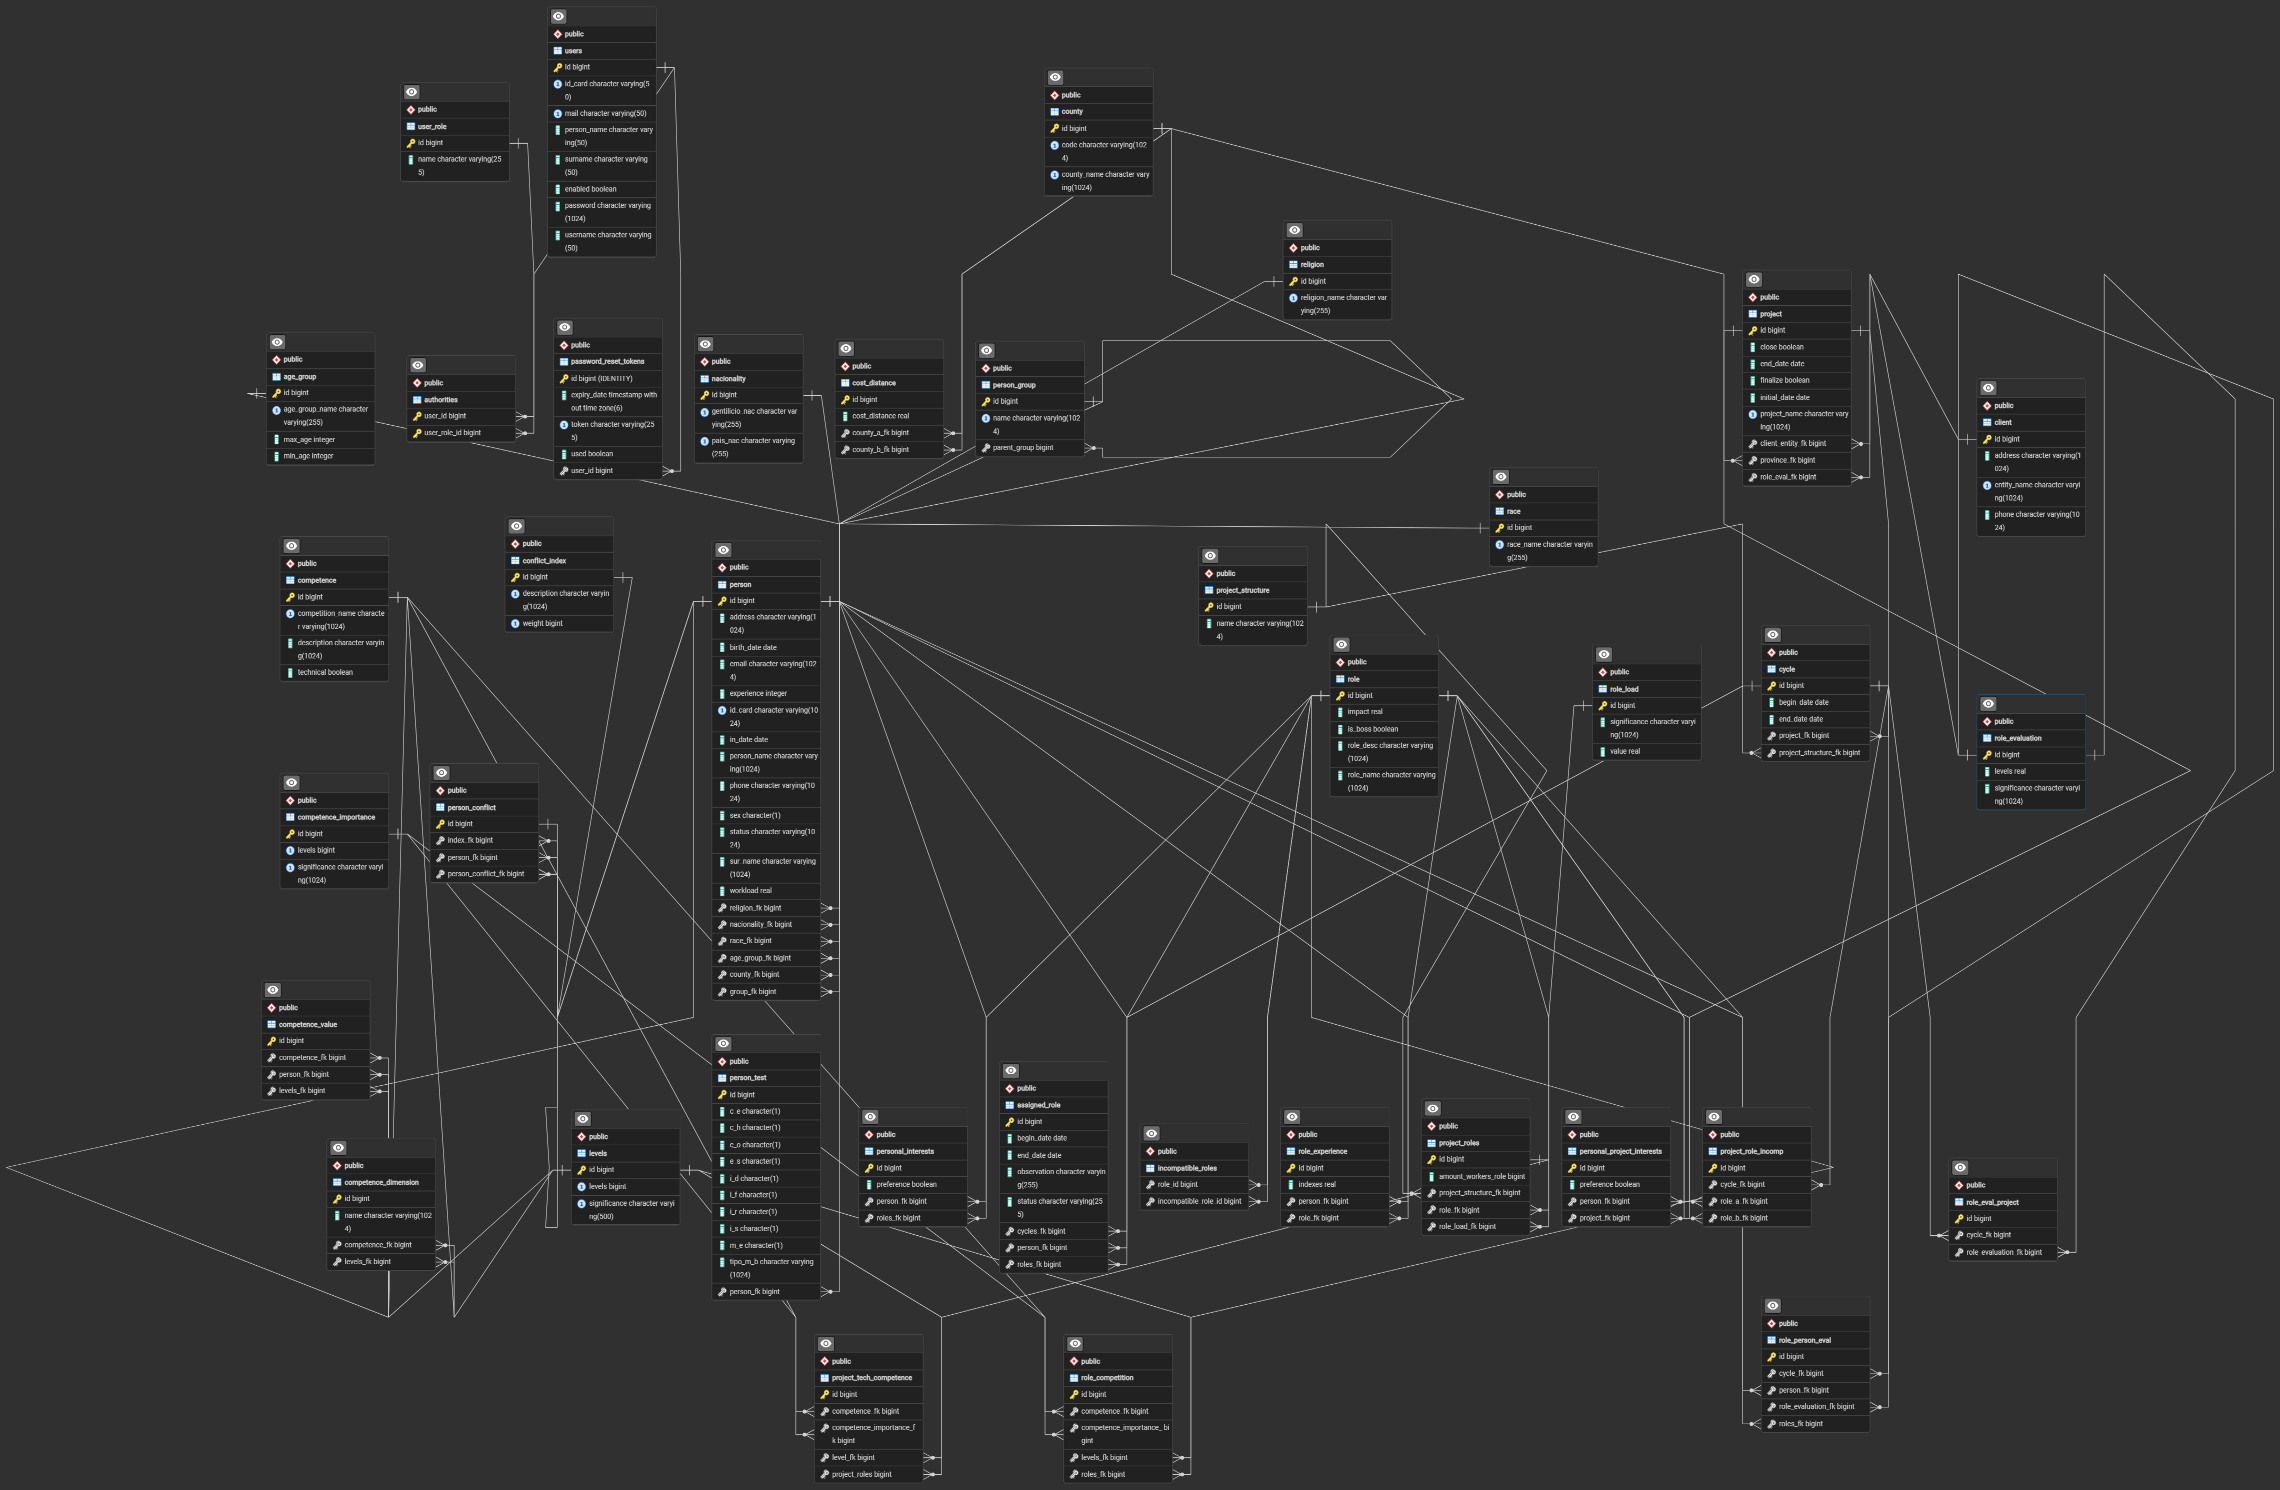 public
users
id bigint
id_card character varying(5
0)
mail character varying(50)
person_name character vary
ing(50)
surname character varying
(50)
enabled boolean
password character varying
(1024)
username character varying
(50)
public
user_role
id bigint
name character varying(25
5)
public
county
id bigint
code character varying(102
4)
county_name character vary
ing(1024)
public
religion
id bigint
religion_name character var
ying(255)
public
project
id bigint
close boolean
end_date date
finalize boolean
initial_date date
project_name character vary
ing(1024)
client_entity_fk bigint
province_fk bigint
role_eval_fk bigint
public
age_group
id bigint
age_group_name character
varying(255)
max_age integer
min_age integer
public
authorities
user_id bigint
user_role_id bigint
public
password_reset_tokens
id bigint (IDENTITY)
expiry_date timestamp with
out time zone(6)
token character varying(25
5)
used boolean
user_id bigint
public
nacionality
id bigint
gentilicio_nac character var
ying(255)
pais_nac character varying
(255)
public
cost_distance
id bigint
cost_distance real
county_a_fk bigint
county_b_fk bigint
public
person_group
id bigint
name character varying(102
4)
parent_group bigint
public
client
id bigint
address character varying(1
024)
entity_name character varyi
ng(1024)
phone character varying(10
24)
public
race
id bigint
race_name character varyin
g(255)
public
competence
id bigint
competition_name characte
r varying(1024)
description character varyin
g(1024)
technical boolean
public
conflict_index
id bigint
description character varyin
g(1024)
weight bigint
public
person
id bigint
address character varying(1
024)
birth_date date
email character varying(102
4)
experience integer
id_card character varying(10
24)
in_date date
person_name character vary
ing(1024)
phone character varying(10
24)
sex character(1)
status character varying(10
24)
sur_name character varying
(1024)
workload real
religion_fk bigint
nacionality_fk bigint
race_fk bigint
age_group_fk bigint
county_fk bigint
group_fk bigint
public
project_structure
id bigint
name character varying(102
4)
public
role
id bigint
impact real
is_boss boolean
role_desc character varying
(1024)
role_name character varying
(1024)
public
role_load
id bigint
significance character varyi
ng(1024)
value real
public
cycle
id bigint
begin_date date
end_date date
project_fk bigint
project_structure_fk bigint
public
role_evaluation
id bigint
levels real
significance character varyi
ng(1024)
public
competence_importance
id bigint
levels bigint
significance character varyi
ng(1024)
public
person_conflict
id bigint
index_fk bigint
person_fk bigint
person_conflict_fk bigint
public
competence_value
id bigint
competence_fk bigint
person_fk bigint
levels_fk bigint
public
competence_dimension
id bigint
name character varying(102
4)
competence_fk bigint
levels_fk bigint
public
levels
id bigint
levels bigint
significance character varyi
ng(500)
public
person_test
id bigint
c_e character(1)
c_h character(1)
c_o character(1)
e_s character(1)
i_d character(1)
i_f character(1)
i_r character(1)
i_s character(1)
m_e character(1)
tipo_m_b character varying
(1024)
person_fk bigint
public
personal_interests
id bigint
preference boolean
person_fk bigint
roles_fk bigint
public
assigned_role
id bigint
begin_date date
end_date date
observation character varyin
g(255)
status character varying(25
5)
cycles_fk bigint
person_fk bigint
roles_fk bigint
public
incompatible_roles
role_id bigint
incompatible_role_id bigint
public
role_experience
id bigint
indexes real
person_fk bigint
role_fk bigint
public
project_roles
id bigint
amount_workers_role bigint
project_structure_fk bigint
role_fk bigint
role_load_fk bigint
public
personal_project_interests
id bigint
preference boolean
person_fk bigint
project_fk bigint
public
project_role_incomp
id bigint
cycle_fk bigint
role_a_fk bigint
role_b_fk bigint
public
role_eval_project
id bigint
cycle_fk bigint
role_evaluation_fk bigint
public
role_person_eval
id bigint
cycle_fk bigint
person_fk bigint
role_evaluation_fk bigint
roles_fk bigint
public
project_tech_competence
id bigint
competence_fk bigint
competence_importance_f
k bigint
level_fk bigint
project_roles bigint
public
role_competition
id bigint
competence_fk bigint
competence_importance_ bi
gint
levels_fk bigint
roles_fk bigint